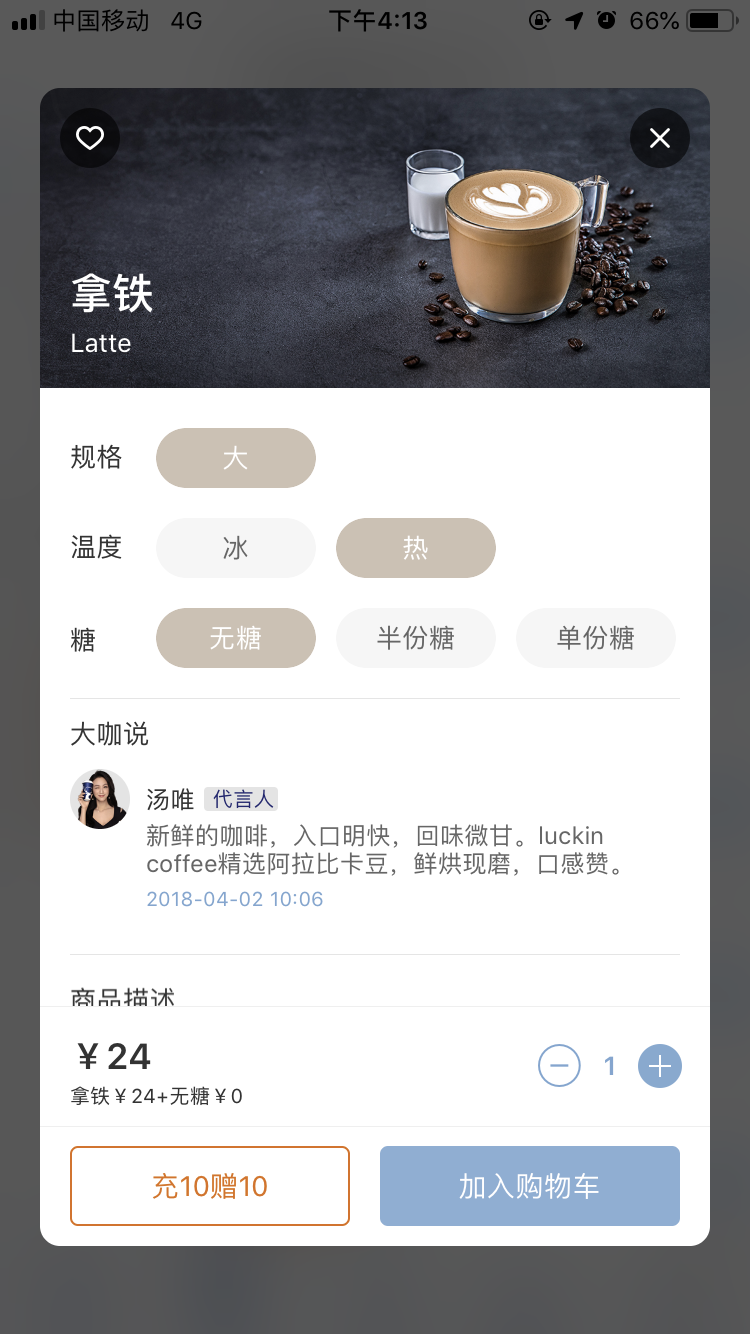 中国移动 4G 下午4:13 66%
拿铁
Latte
规格 大
温度 冰 热
糖 无糖 半份糖 单份糖
大咖说
汤唯 代言人
新鲜的咖啡，入口明快，回味微甘。luckin
coffee精选阿拉比卡豆，鲜烘现磨，口感赞。
2018-04-02 10:06
商品描述
￥24 1
拿铁￥24+无糖￥0
充10赠10 加入购物车